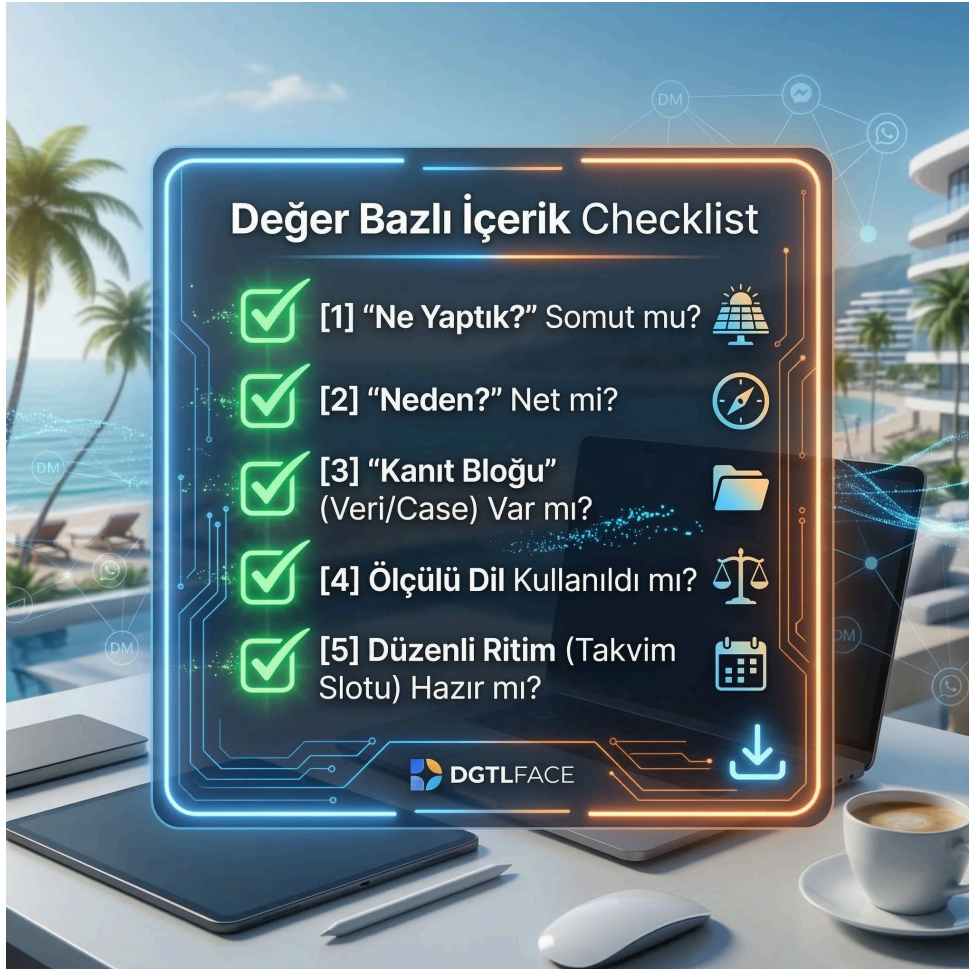 DM
Değer Bazlı İçerik Checklist
[1] “Ne Yaptık?” Somut mu?
[2] “Neden?” Net mi?
[3] “Kanıt Bloğu”
(Veri/Case) Var mı?
DM
[4] Ölçülü Dil Kullanıldı mı?
[5] Düzenli Ritim (Takvim
Slotu) Hazır mı?
DM
DM
DGTLFACE